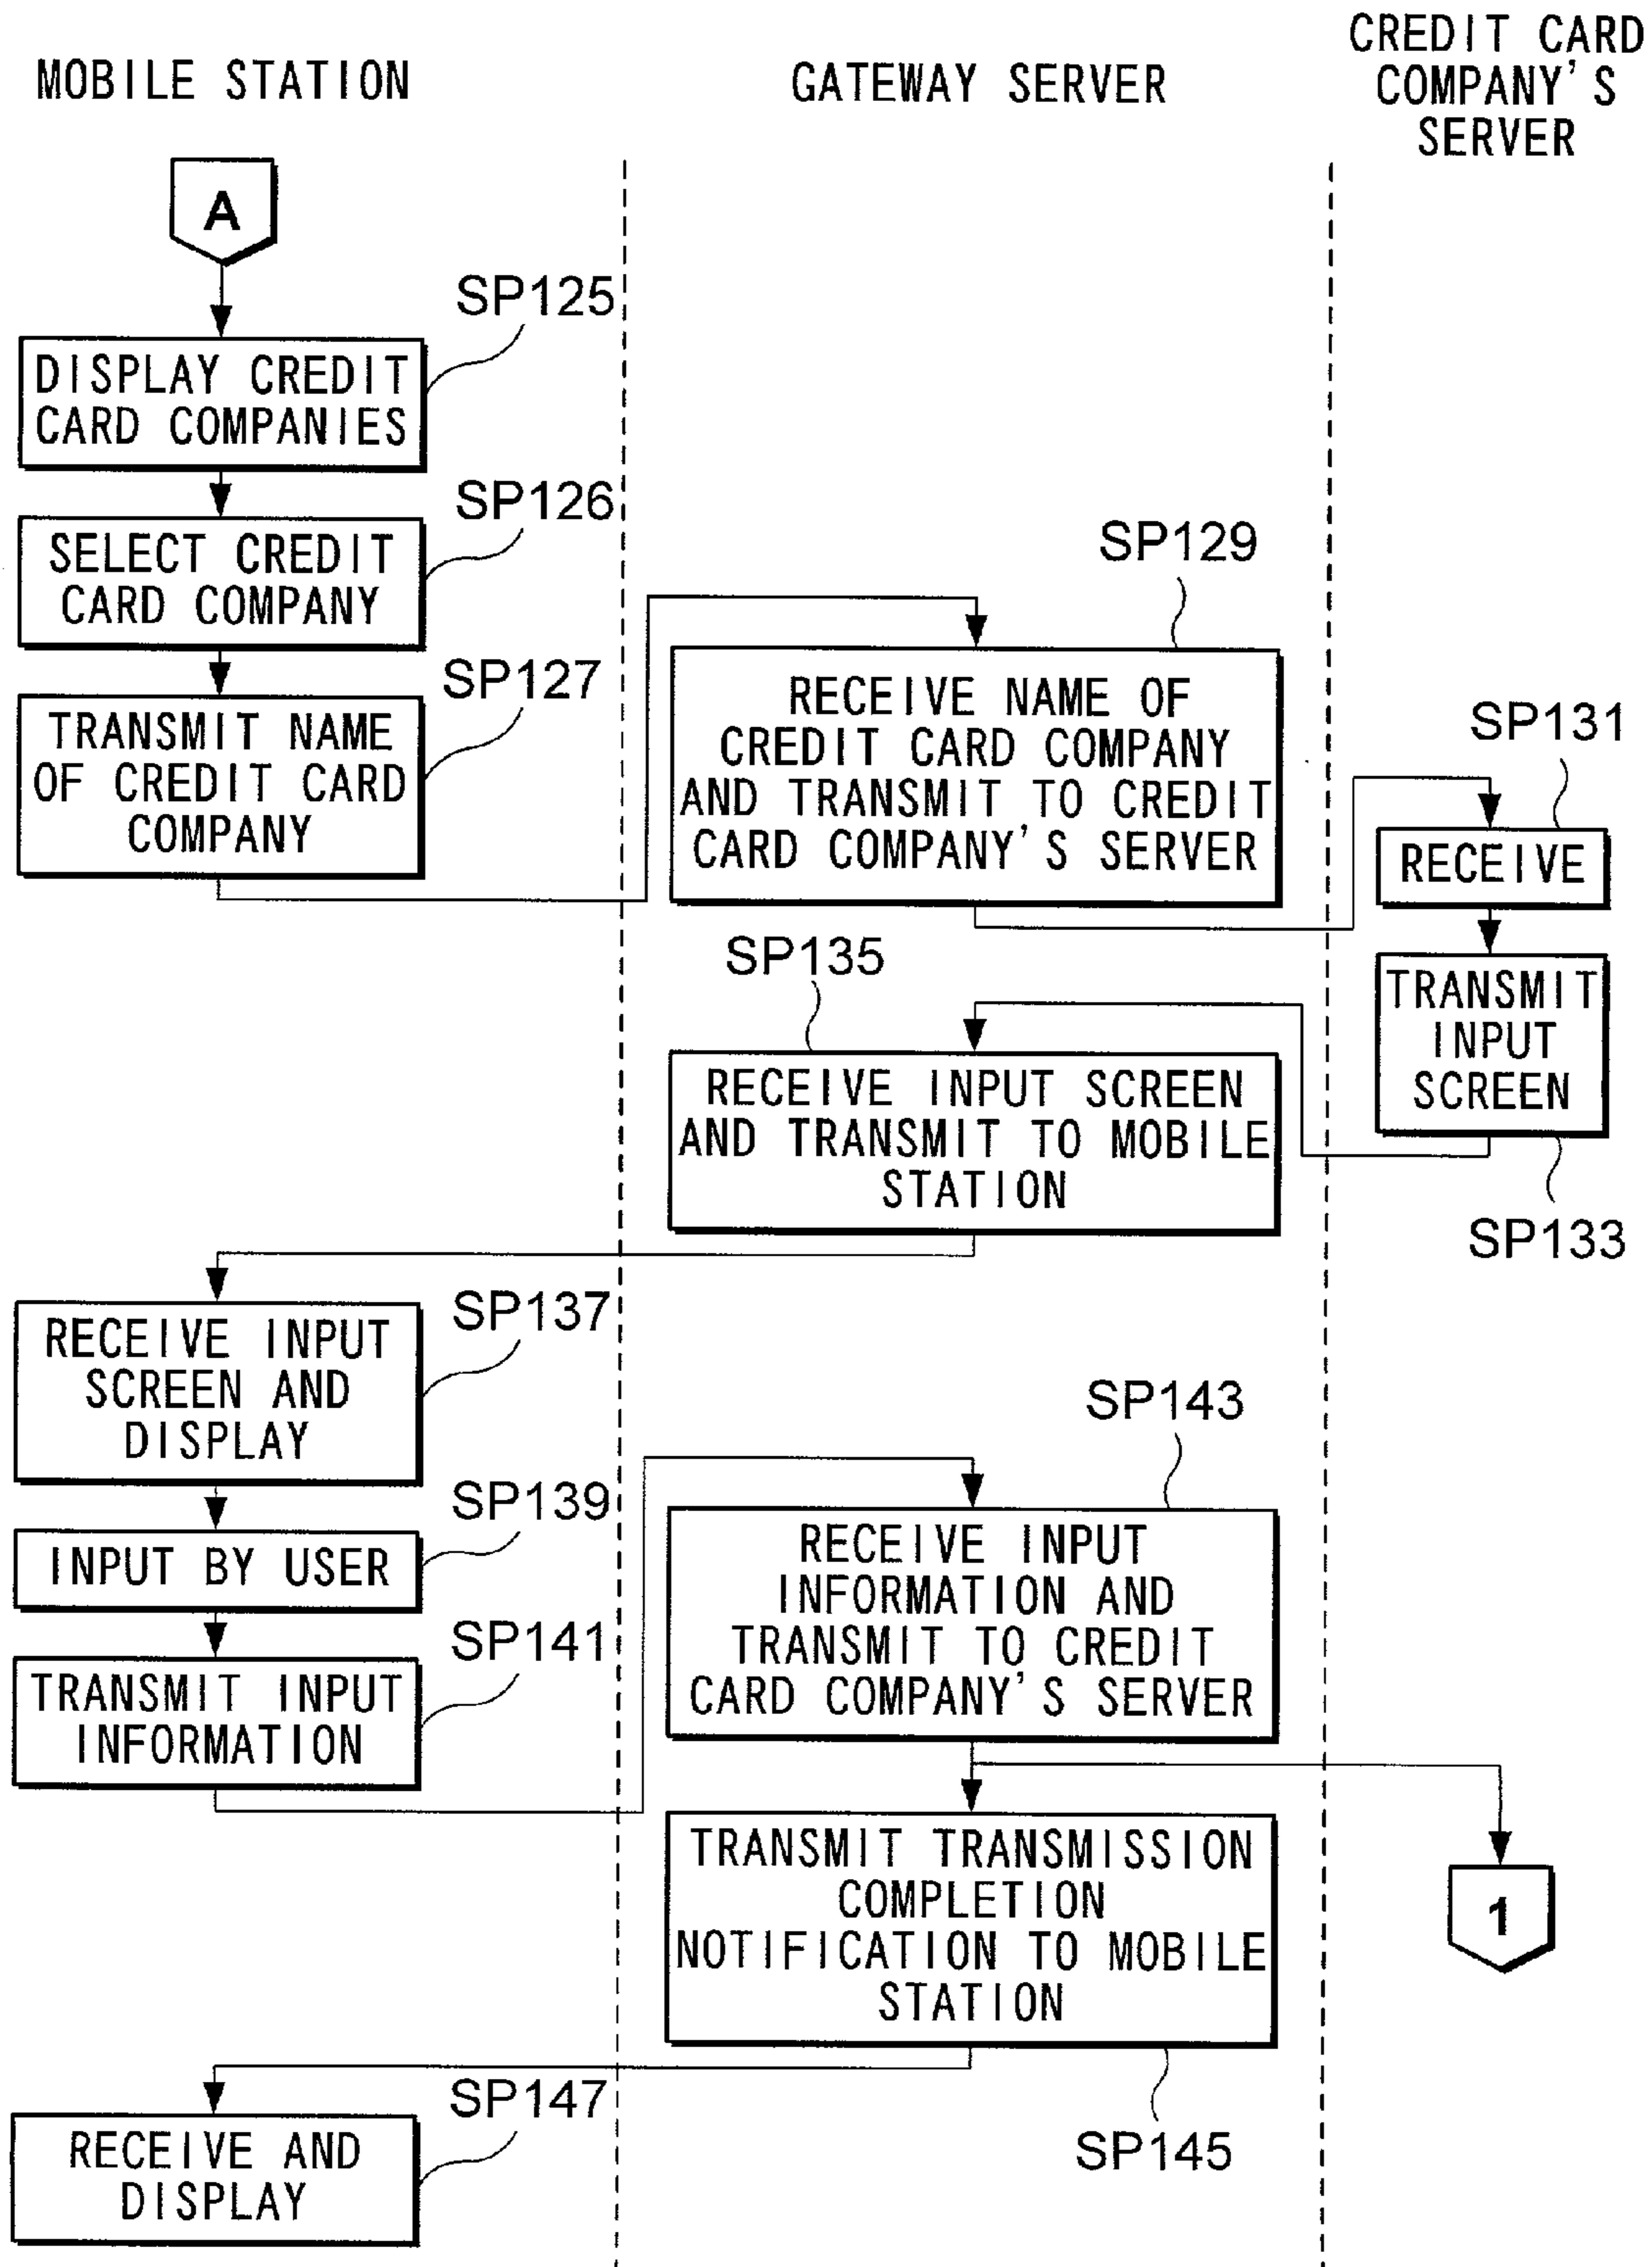 MOBILE STATION
GATEWAY SERVER
CREDIT CARD
COMPANY'S
SERVER
A
SP125
DISPLAY CREDIT
CARD COMPANIES
SP126
SELECT CREDIT
CARD COMPANY
SP127
TRANSMIT NAME
OF CREDIT CARD
COMPANY
SP129
RECEIVE NAME OF
CREDIT CARD COMPANY
AND TRANSMIT TO CREDIT
CARD COMPANY'S SERVER
SP131
RECEIVE
TRANSMIT
INPUT
SCREEN
SP133
SP135
RECEIVE INPUT SCREEN
AND TRANSMIT TO MOBILE
STATION
SP137
RECEIVE INPUT
SCREEN AND
DISPLAY
SP139
INPUT BY USER
SP141
TRANSMIT INPUT
INFORMATION
SP143
RECEIVE INPUT
INFORMATION AND
TRANSMIT TO CREDIT
CARD COMPANY'S SERVER
TRANSMIT TRANSMISSION
COMPLETION
NOTIFICATION TO MOBILE
STATION
SP145
1
SP147
RECEIVE AND
DISPLAY